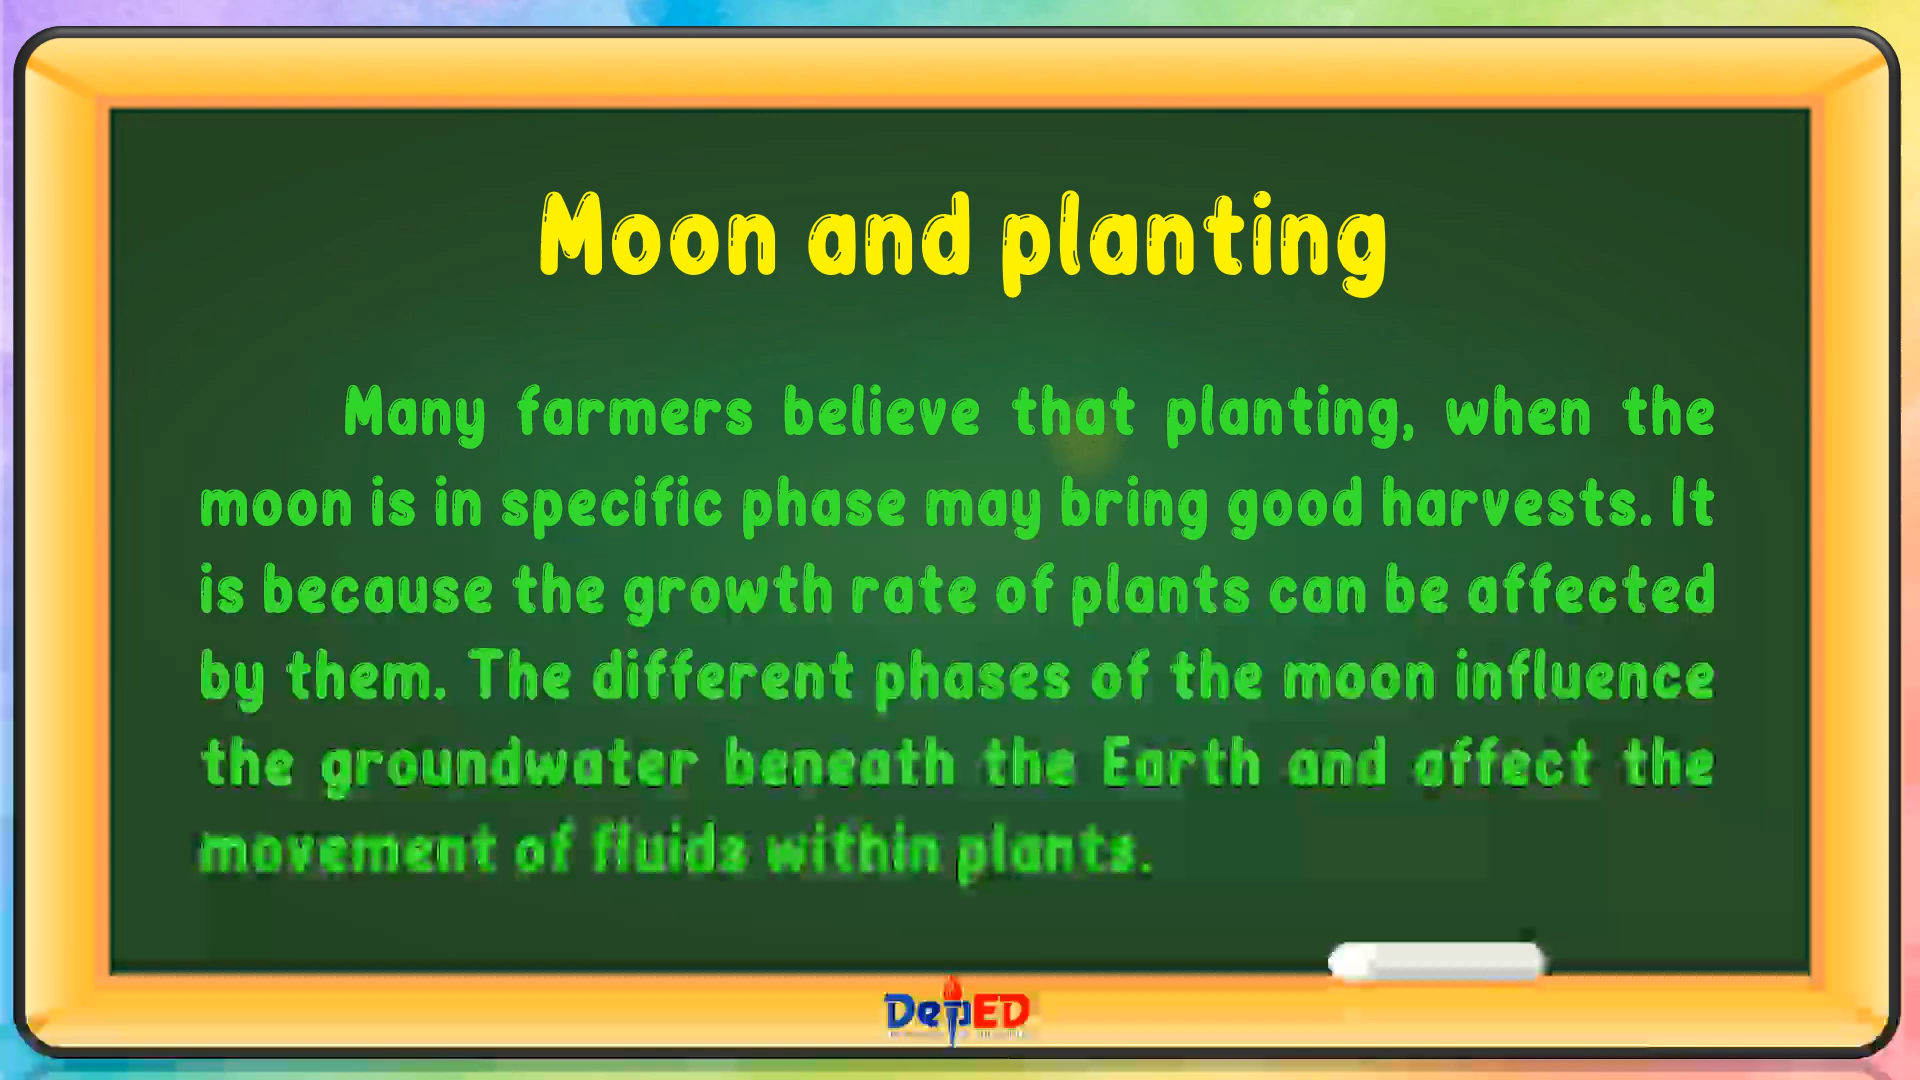 Moon and planting
Many farmers believe that planting, when the
moon is in specific phase may bring good harvests. It
is because the growth rate of plants can be affected
by them. The different phases of the moon influence
the groundwater beneath the Earth and affect the
movement of fluids within plants.
DepED